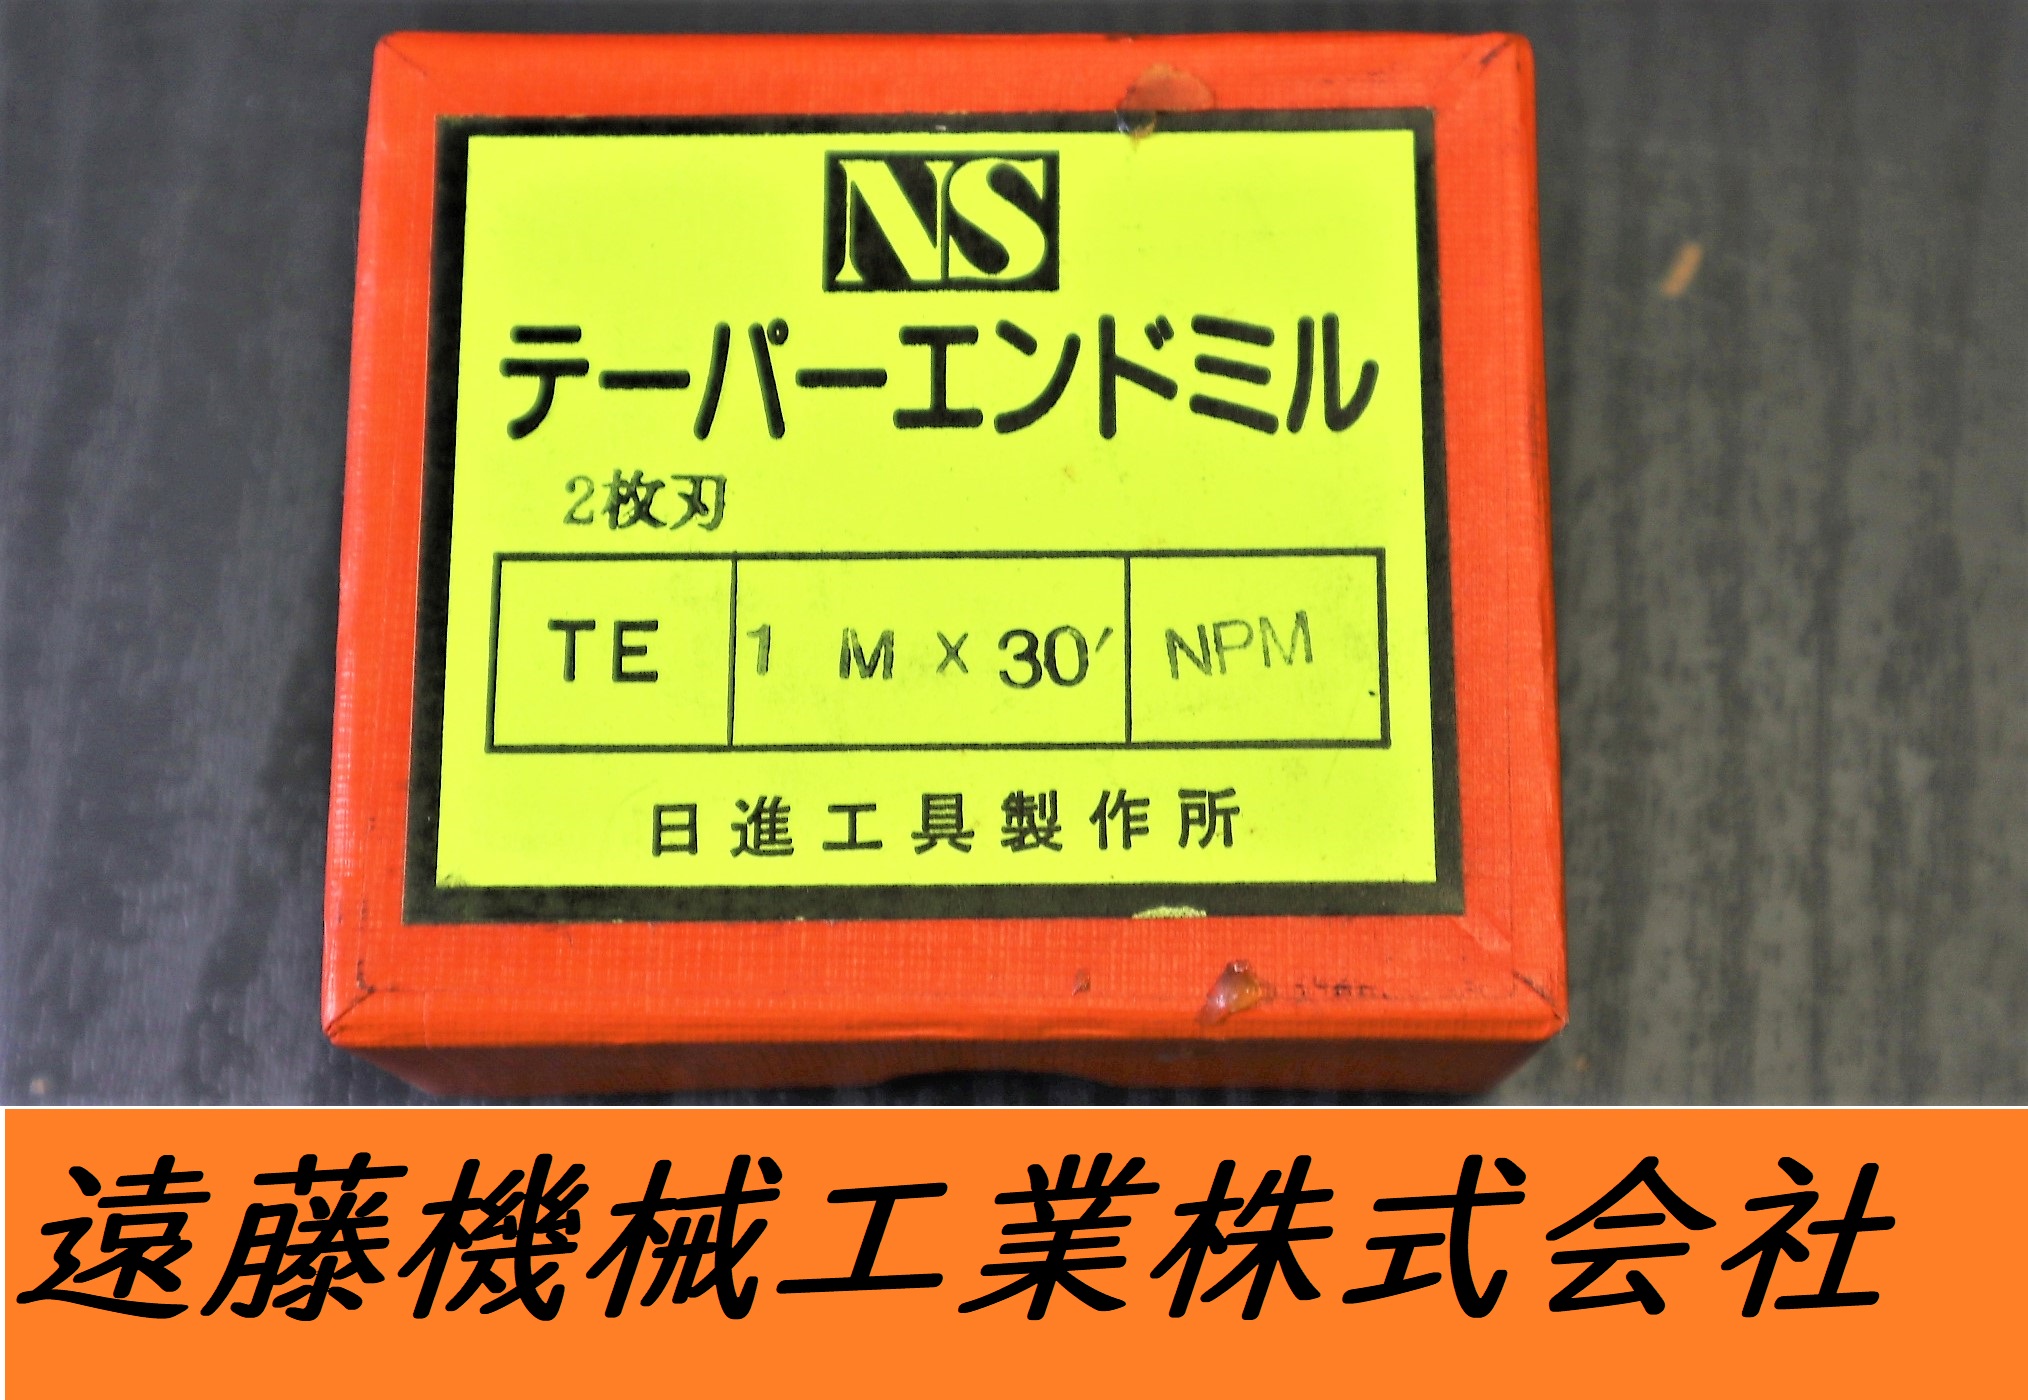 NS
テーパーエンドミル
2枚刃
TE 1 M × 30′ NPM
日進工具製作所
遠藤機械工業株式会社